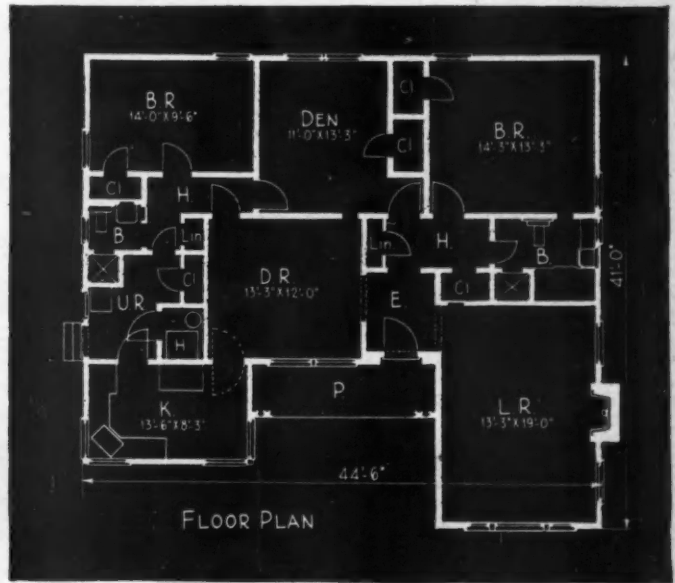 B.R.
14'-0"X9'-6"
DEN
11'-0"X13'-3"
Cl
Cl
B.R.
14'-3"X13'-3"
Cl
H.
B
Lin
Cl
U.R.
H
D.R.
13'-3"X12'-0"
Lin
H.
B.
Cl
E.
41'-0"
K.
13'-6"X8'-3"
P.
L.R.
13'-3"X19'-0"
44'-6"
FLOOR PLAN